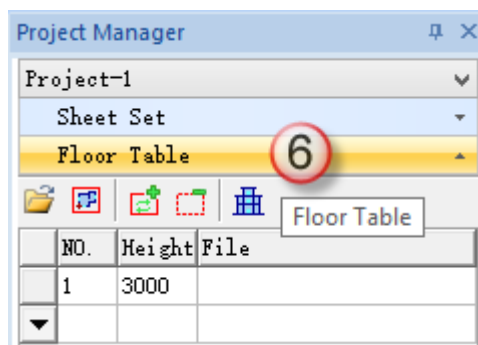 Project Manager
Project-1
Sheet Set
Floor Table
6
Floor Table
NO. Height File
1 3000